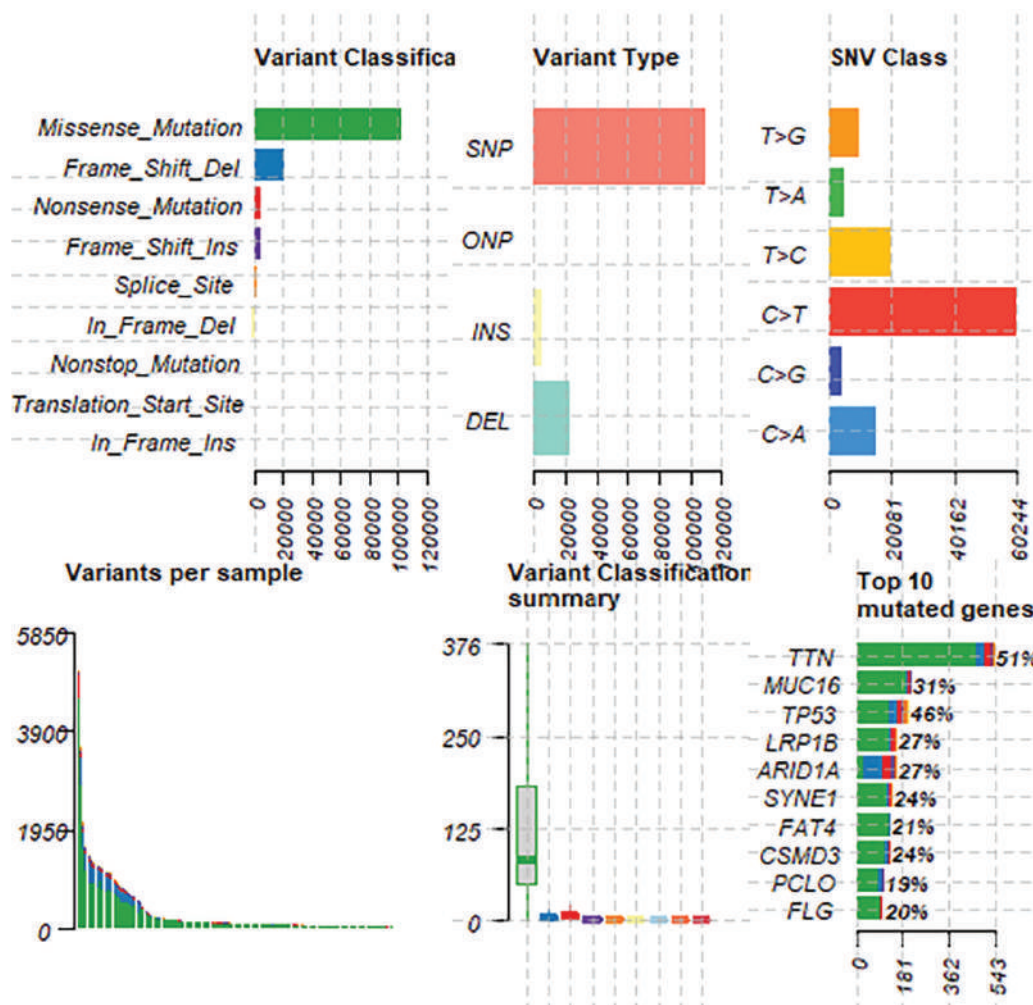 Variant Classifica
Missense_Mutation
Frame_Shift_Del
Nonsense_Mutation
Frame_Shift_Ins
Splice_Site
In_Frame_Del
Nonstop_Mutation
Translation_Start_Site
In_Frame_Ins
0
20000
40000
60000
80000
100000
120000
Variant Type
SNP
ONP
INS
DEL
0
20000
40000
60000
80000
100000
120000
SNV Class
T>G
T>A
T>C
C>T
C>G
C>A
0
20081
40162
60244
Variants per sample
5850
3900
1950
0
Variant Classification
summary
376
250
125
0
Top 10
mutated genes
TTN 51%
MUC16 31%
TP53 46%
LRP1B 27%
ARID1A 27%
SYNE1 24%
FAT4 21%
CSMD3 24%
PCLO 19%
FLG 20%
0
181
362
543